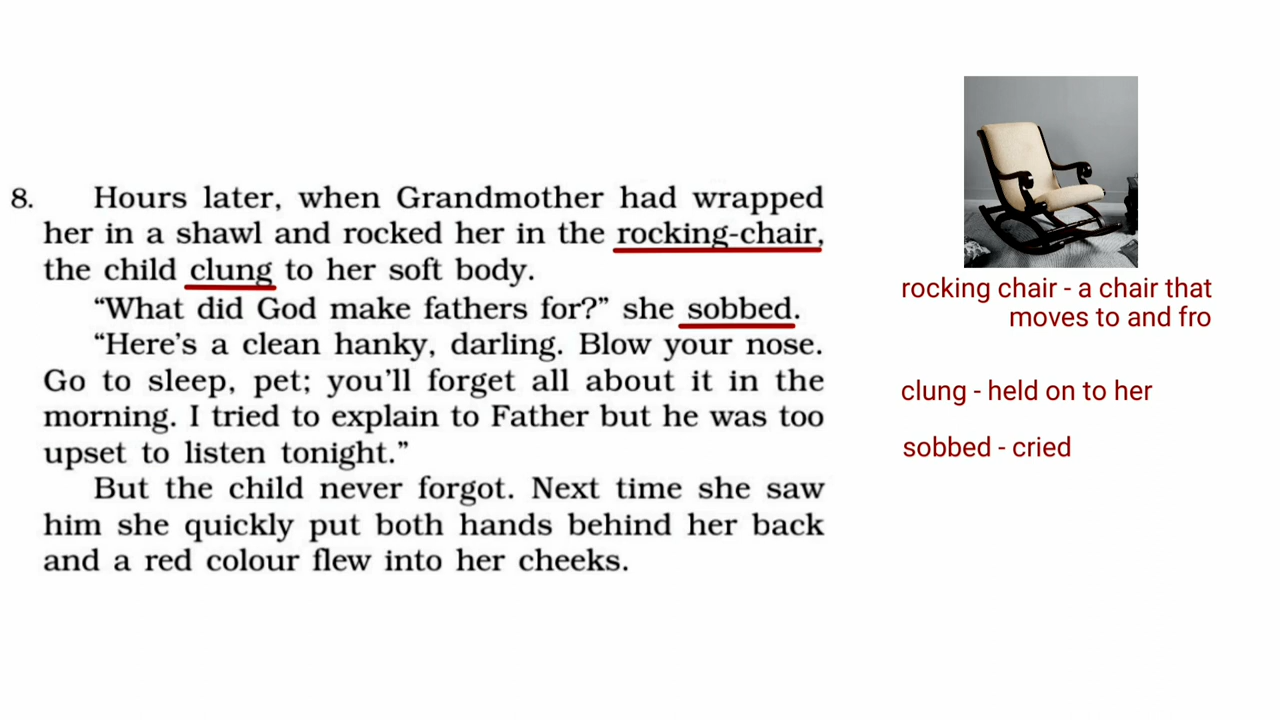 8. Hours later, when Grandmother had wrapped
her in a shawl and rocked her in the rocking-chair,
the child clung to her soft body.
“What did God make fathers for?” she sobbed.
“Here’s a clean hanky, darling. Blow your nose.
Go to sleep, pet; you’ll forget all about it in the
morning. I tried to explain to Father but he was too
upset to listen tonight.”
But the child never forgot. Next time she saw
him she quickly put both hands behind her back
and a red colour flew into her cheeks.
rocking chair - a chair that
moves to and fro
clung - held on to her
sobbed - cried